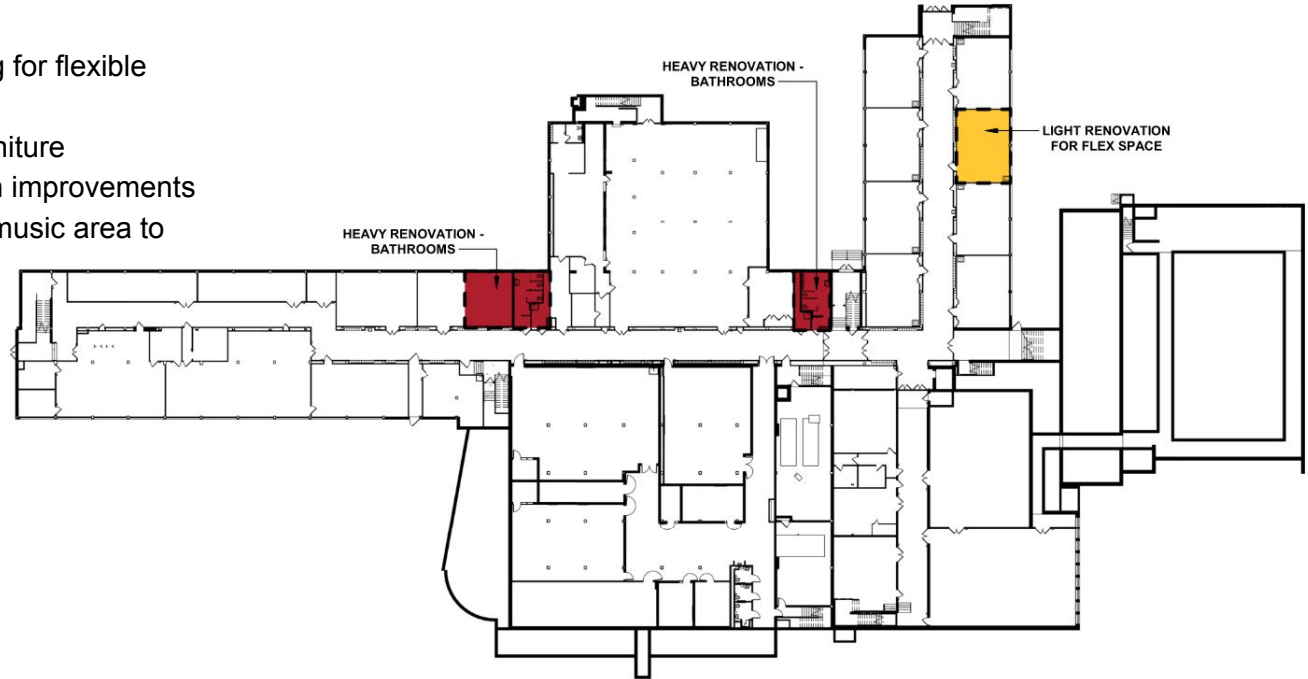 g for flexible
niture
improvements
music area to
HEAVY RENOVATION -
BATHROOMS
HEAVY RENOVATION -
BATHROOMS
LIGHT RENOVATION
FOR FLEX SPACE